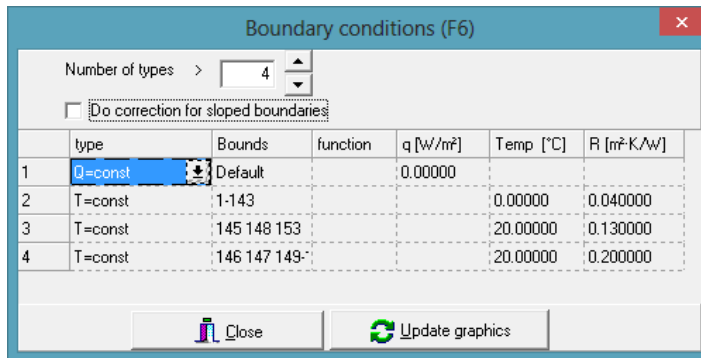 Boundary conditions (F6)
Number of types > 4
Do correction for sloped boundaries
type Bounds function q [W/m²] Temp [°C] R [m²·K/W]
1 Q=const Default 0.00000
2 T=const 1-143 0.00000 0.040000
3 T=const 145 148 153 20.00000 0.130000
4 T=const 146 147 149- 20.00000 0.200000
Close Update graphics